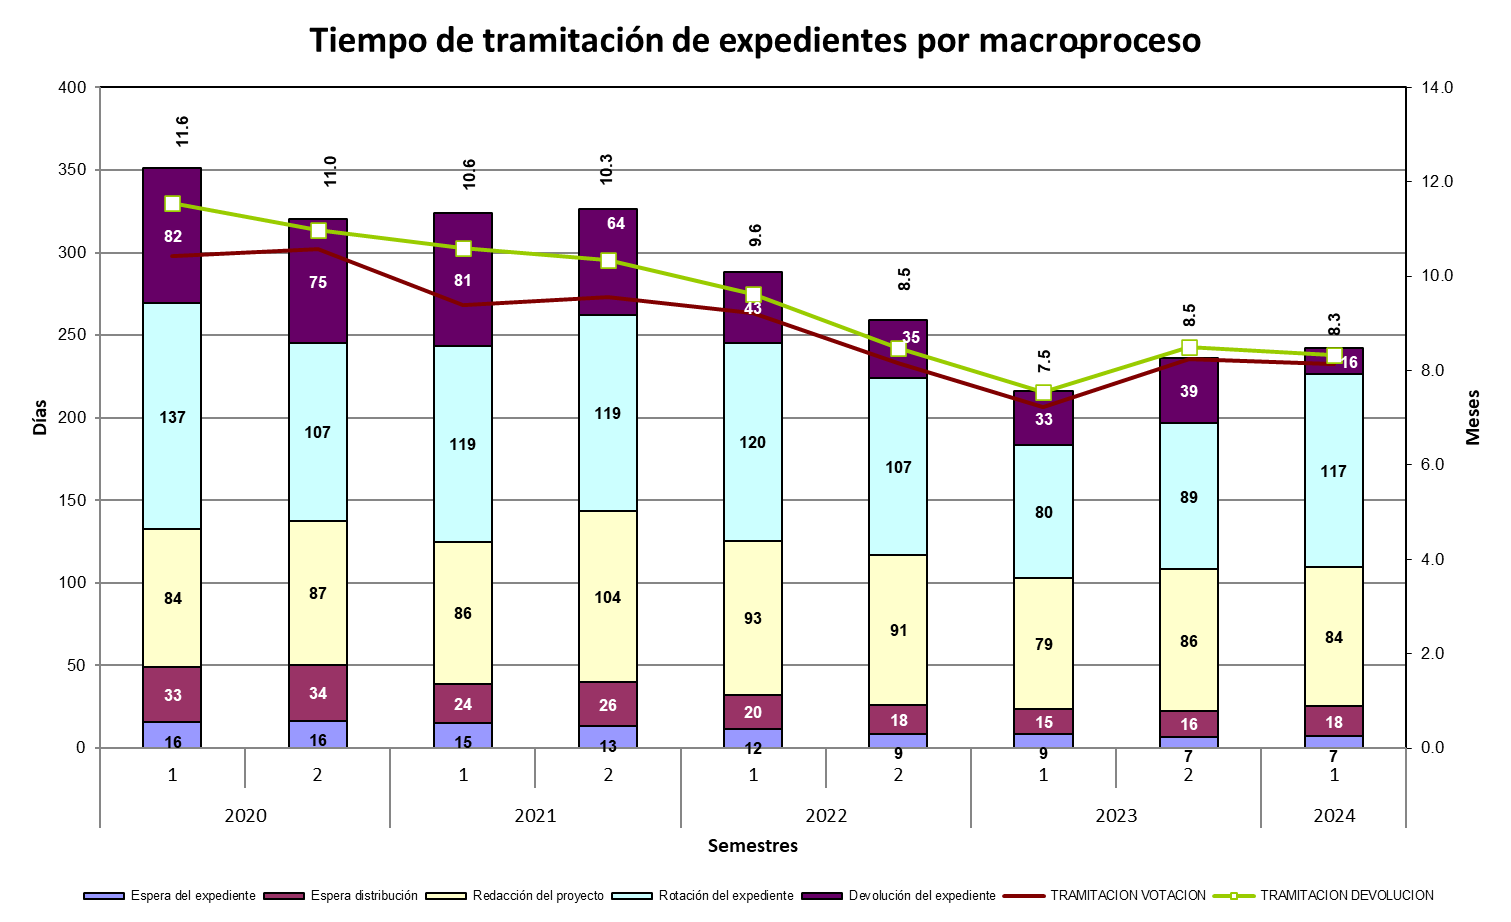 Tiempo de tramitación de expedientes por macro-proceso
400 14.0
11.6
350 12.0
11.0 10.6 10.3
82 75 81 64
300 10.0
9.6 8.5 7.5 8.5 8.3
43 35 33 39 16
250 8.0
Días Meses
200 6.0
137 107 119 119 120 107 80 89 117
150 4.0
84 87 86 104 93 91 79 86 84
100 2.0
33 34 24 26 20 18 15 16 18
50
16 16 15 13 12 9 9 7 7
0 0.0
1 2 1 2 1 2 1 2 1
2020 2021 2022 2023 2024
Semestres
Espera del expediente Espera distribución Redacción del proyecto Rotación del expediente Devolución del expediente TRAMITACION VOTACION TRAMITACION DEVOLUCION